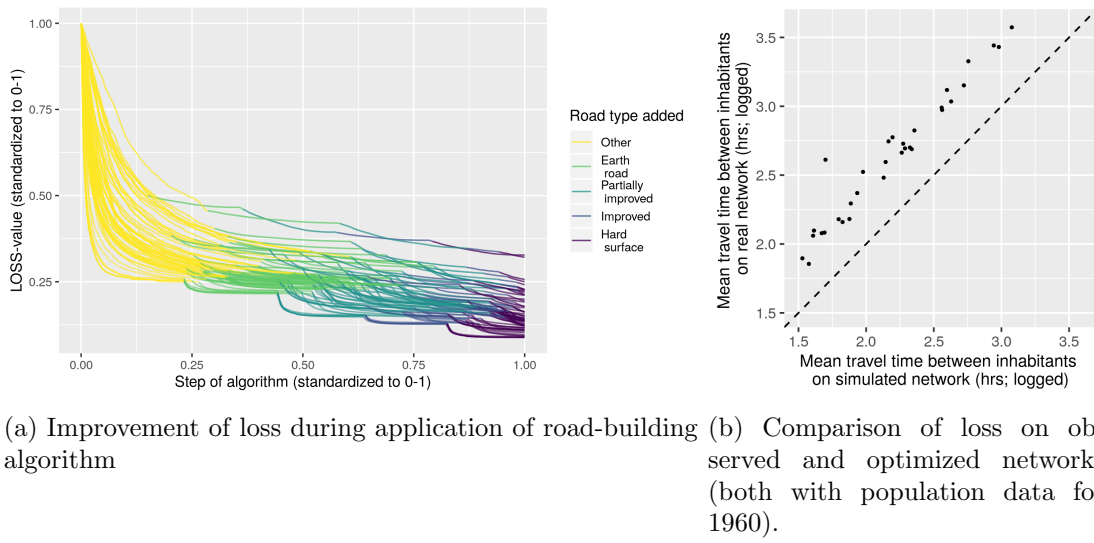 1.00
0.75
0.50
0.25
LOSS-value (standardized to 0-1)
0.00
0.25
0.50
0.75
1.00
Step of algorithm (standardized to 0-1)
Road type added
Other
Earth
road
Partially
improved
Improved
Hard
surface
3.5
3.0
2.5
2.0
1.5
Mean travel time between inhabitants
on real network (hrs; logged)
1.5
2.0
2.5
3.0
3.5
Mean travel time between inhabitants
on simulated network (hrs; logged)
(a) Improvement of loss during application of road-building
algorithm
(b) Comparison of loss on ob
served and optimized network
(both with population data fo
1960).